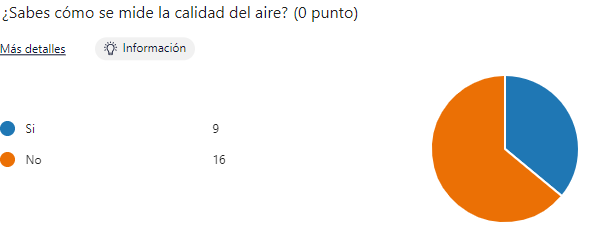 ¿Sabes cómo se mide la calidad del aire? (0 punto)
Más detalles
Información
Si 9
No 16